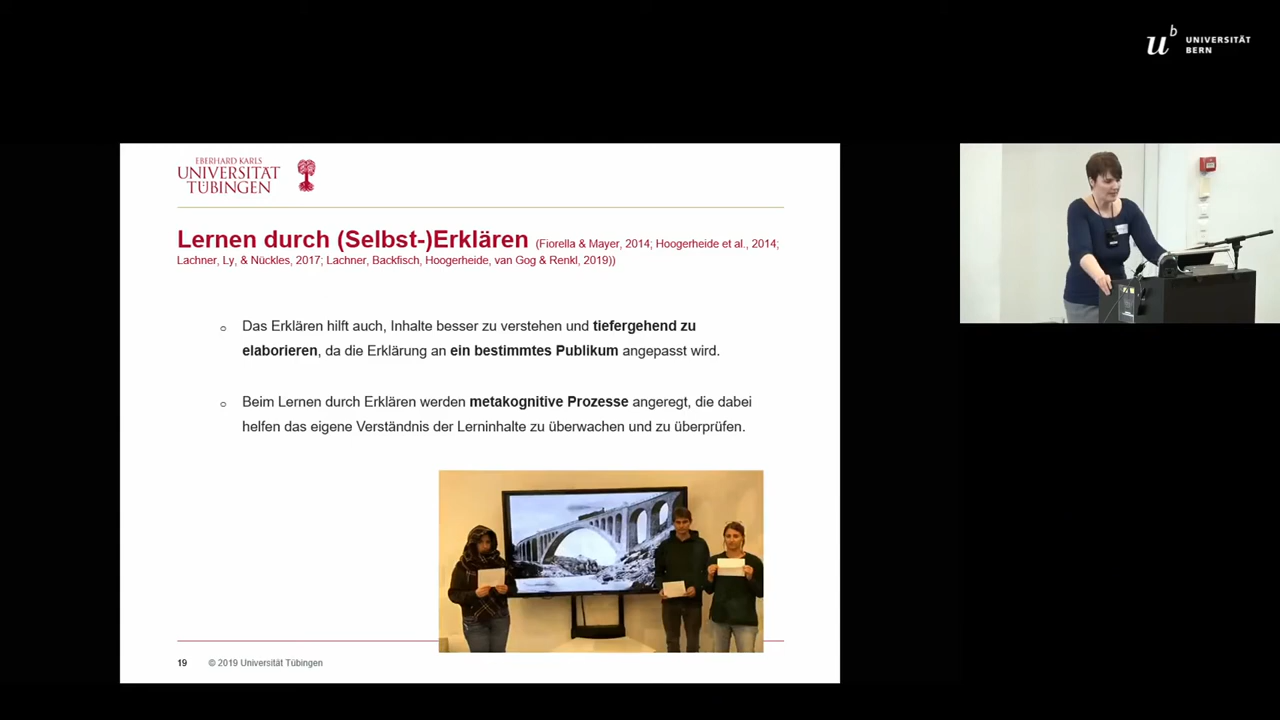 u^b UNIVERSITÄT
BERN
EBERHARD KARLS
UNIVERSITÄT
TÜBINGEN
Lernen durch (Selbst-)Erklären (Fiorella & Mayer, 2014; Hoogerheide et al., 2014;
Lachner, Ly, & Nückles, 2017; Lachner, Backfisch, Hoogerheide, van Gog & Renkl, 2019))
o Das Erklären hilft auch, Inhalte besser zu verstehen und tiefergehend zu
elaborieren, da die Erklärung an ein bestimmtes Publikum angepasst wird.
o Beim Lernen durch Erklären werden metakognitive Prozesse angeregt, die dabei
helfen das eigene Verständnis der Lerninhalte zu überwachen und zu überprüfen.
19 © 2019 Universität Tübingen